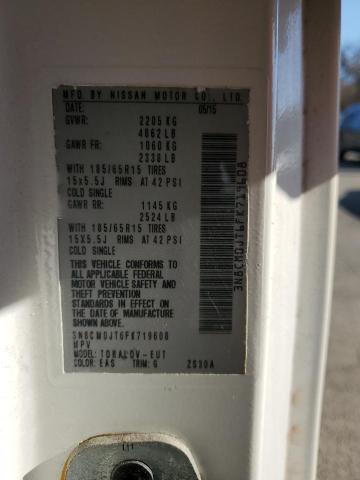 MFD BY NISSAN MOTOR CO., LTD.
DATE: 05/15
GVWR: 2205 KG
4862 LB
GAWR FR: 1060 KG
2338 LB
WITH 185/65R15 TIRES
15x5.5J RIMS AT 42 PSI
COLD SINGLE
GAWR RR: 1145 KG
2524 LB
WITH 185/65R15 TIRES
15X5.5J RIMS AT 42 PSI
COLD SINGLE
THIS VEHICLE CONFORMS TO
ALL APPLICABLE FEDERAL
MOTOR VEHICLE SAFETY AND
THEFT PREVENTION
STANDARDS IN EFFECT ON
THE DATE OF MANUFACTURE
SHOWN ABOVE.
3N6CM0JT6FK719608
MPV
MODEL:
COLOR: EAS TRIM: G ZS30A
3N6CM0JT6FK719608